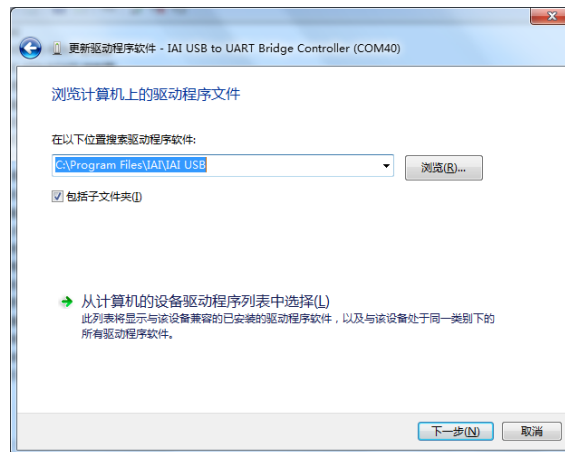 更新驱动程序软件 - IAI USB to UART Bridge Controller (COM40)
浏览计算机上的驱动程序文件
在以下位置搜索驱动程序软件:
C:\Program Files\IAI\IAI USB
浏览(R)...
包括子文件夹(I)
从计算机的设备驱动程序列表中选择(L)
此列表将显示与该设备兼容的已安装的驱动程序软件，以及与该设备处于同一类别下的
所有驱动程序软件。
下一步(N)
取消